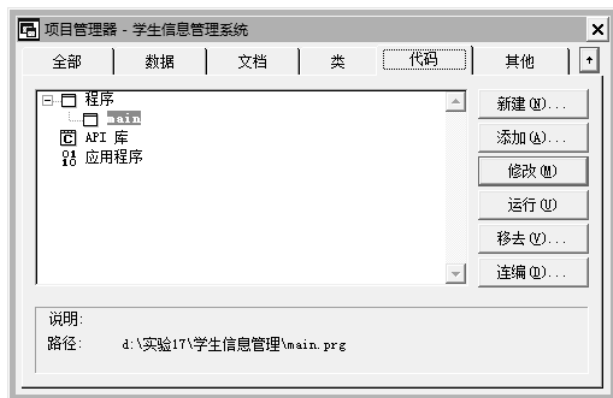 项目管理器 - 学生信息管理系统
全部 数据 文档 类 代码 其他
程序
main
API 库
应用程序
新建(N)...
添加(A)...
修改(M)
运行(U)
移去(V)...
连编(D)...
说明:
路径: d:\实验17\学生信息管理\main.prg